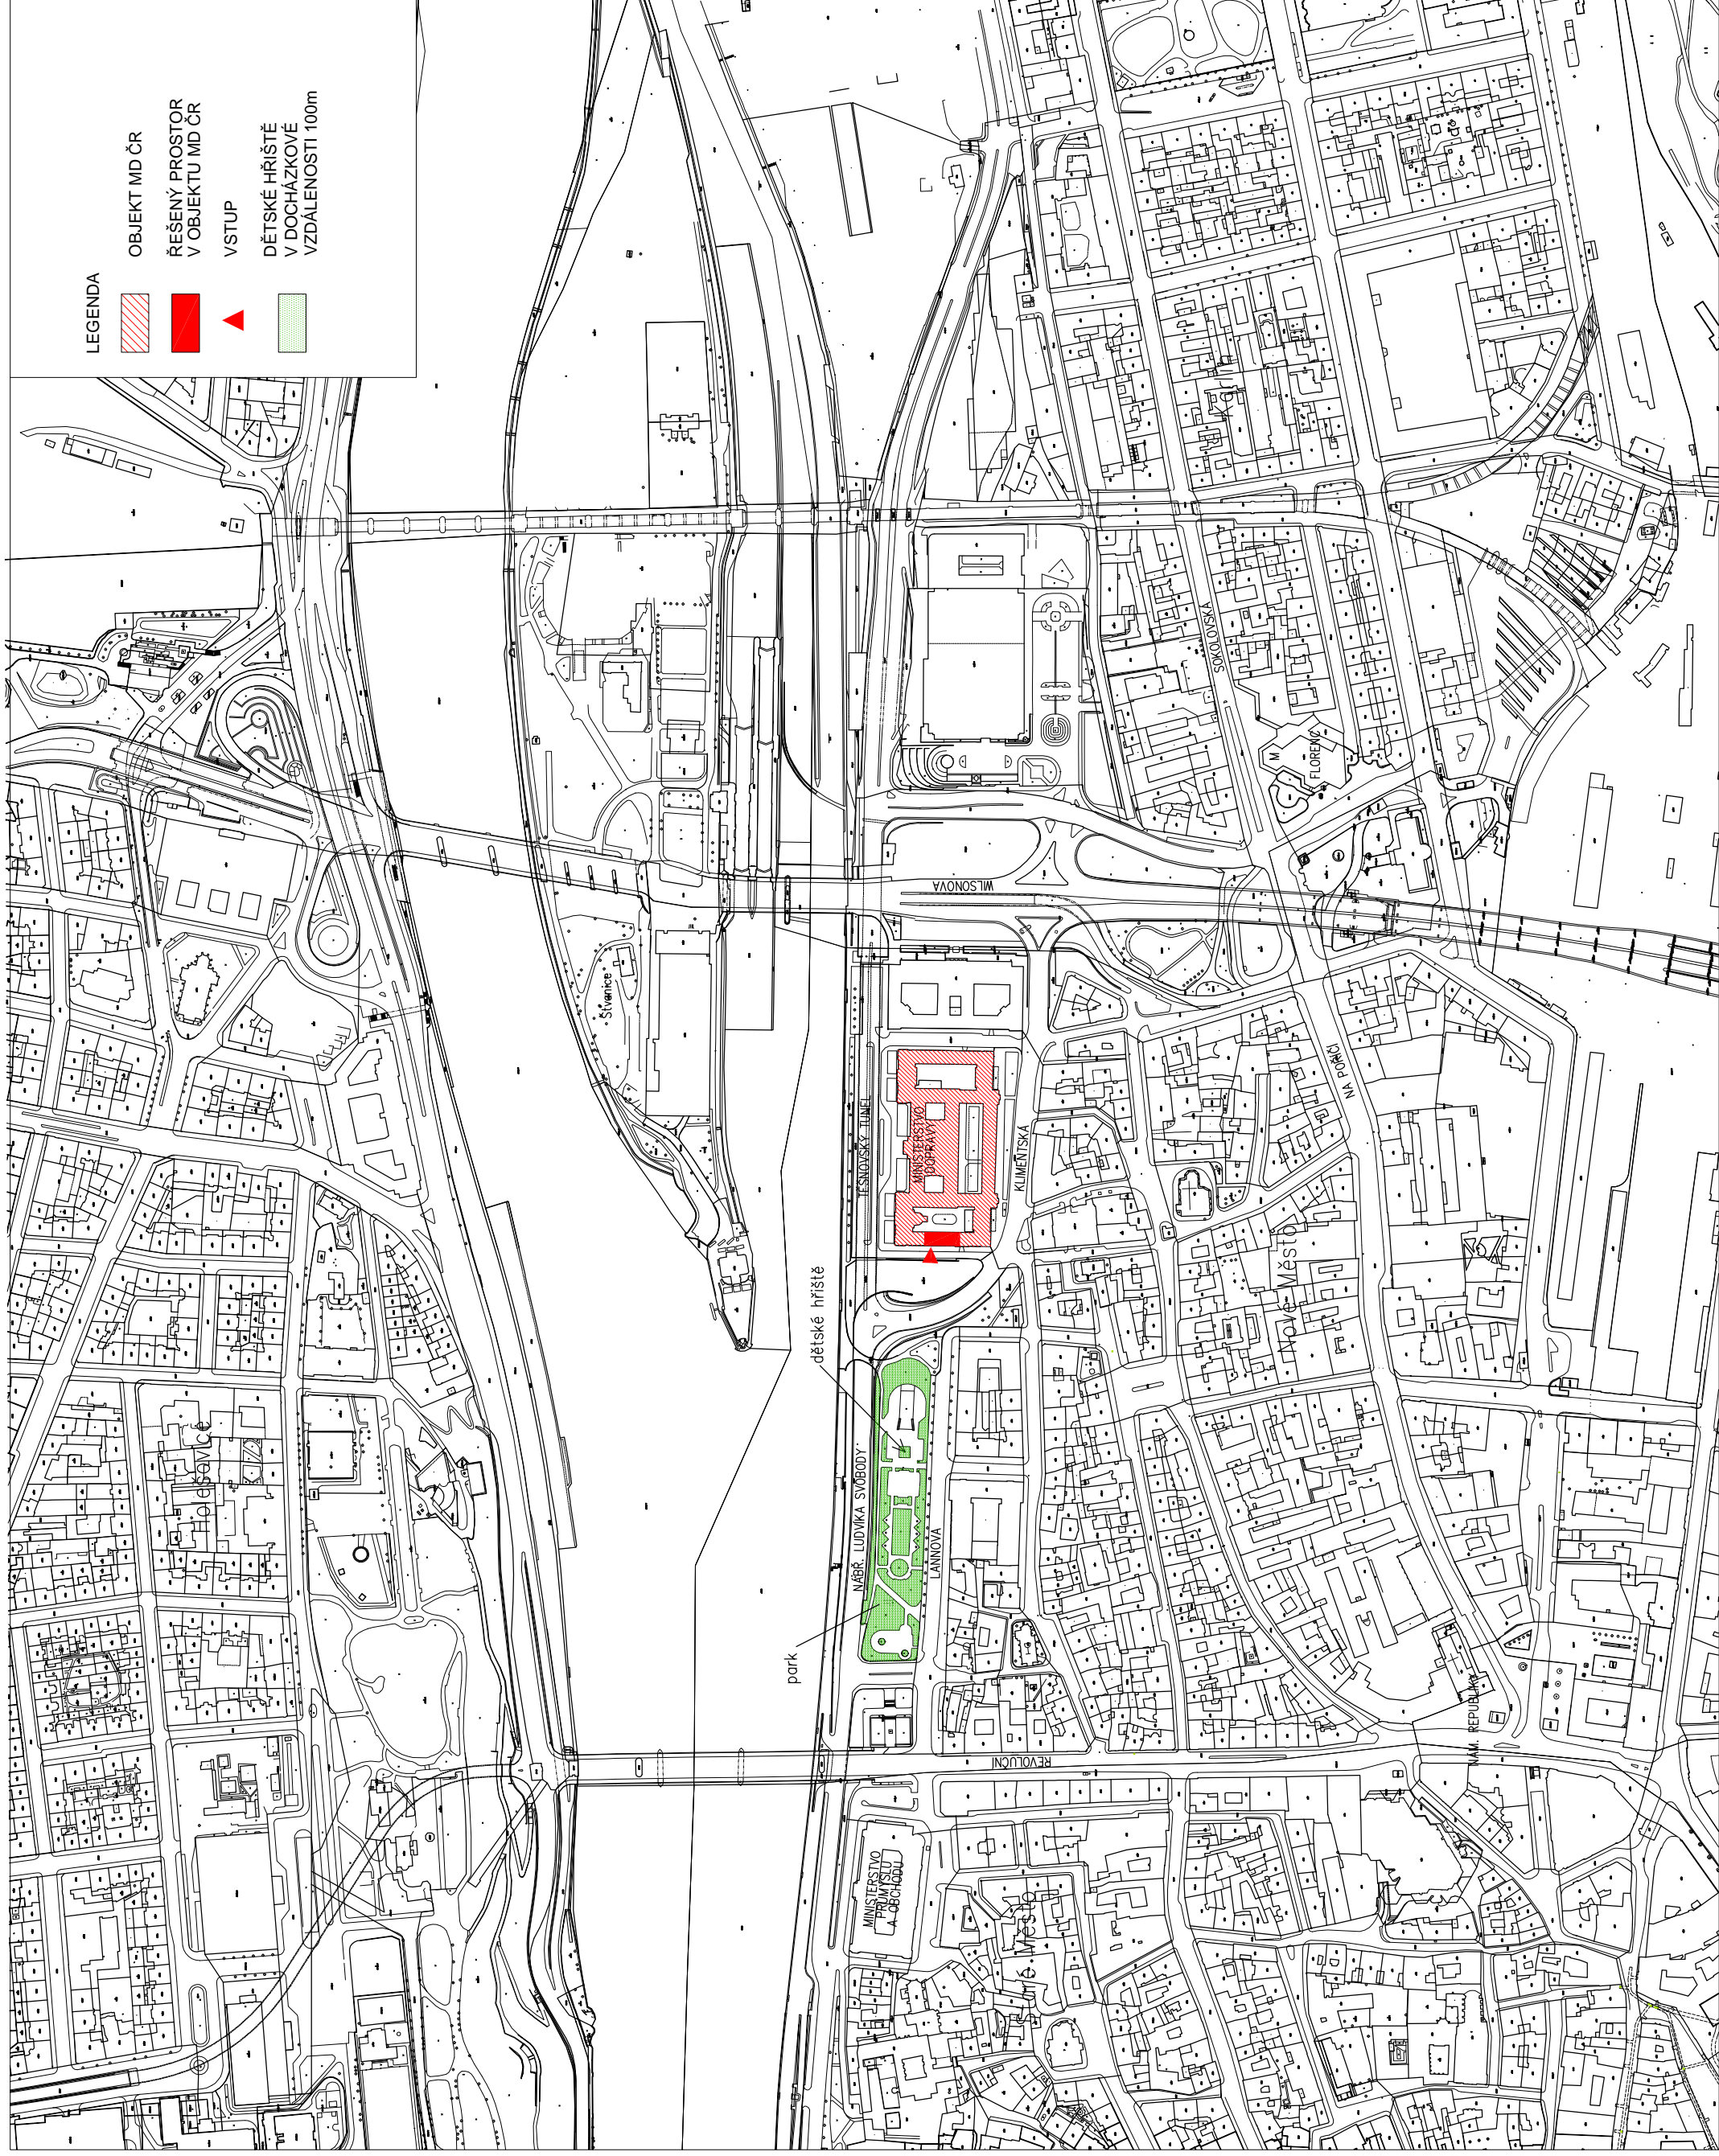 LEGENDA
OBJEKT MD ČR
ŘEŠENÝ PROSTOR
V OBJEKTU MD ČR
VSTUP
DĚTSKÉ HŘIŠTĚ
V DOCHÁZKOVÉ
VZDÁLENOSTI 100m
Holešovice
Štvanice
park
dětské hřiště
NÁBŘ. LUDVÍKA SVOBODY
TĚŠNOVSKÝ TUNEL
WILSONOVA
MINISTERSTVO
DOPRAVY
LANNOVA
KLIMENTSKÁ
MINISTERSTVO
PRŮMYSLU
A OBCHODU
REVOLUČNÍ
Staré Město
Nové Město
NA POŘÍČÍ
NÁM. REPUBLIKY
SOKOLOVSKÁ
M
FLORENC
Karlín